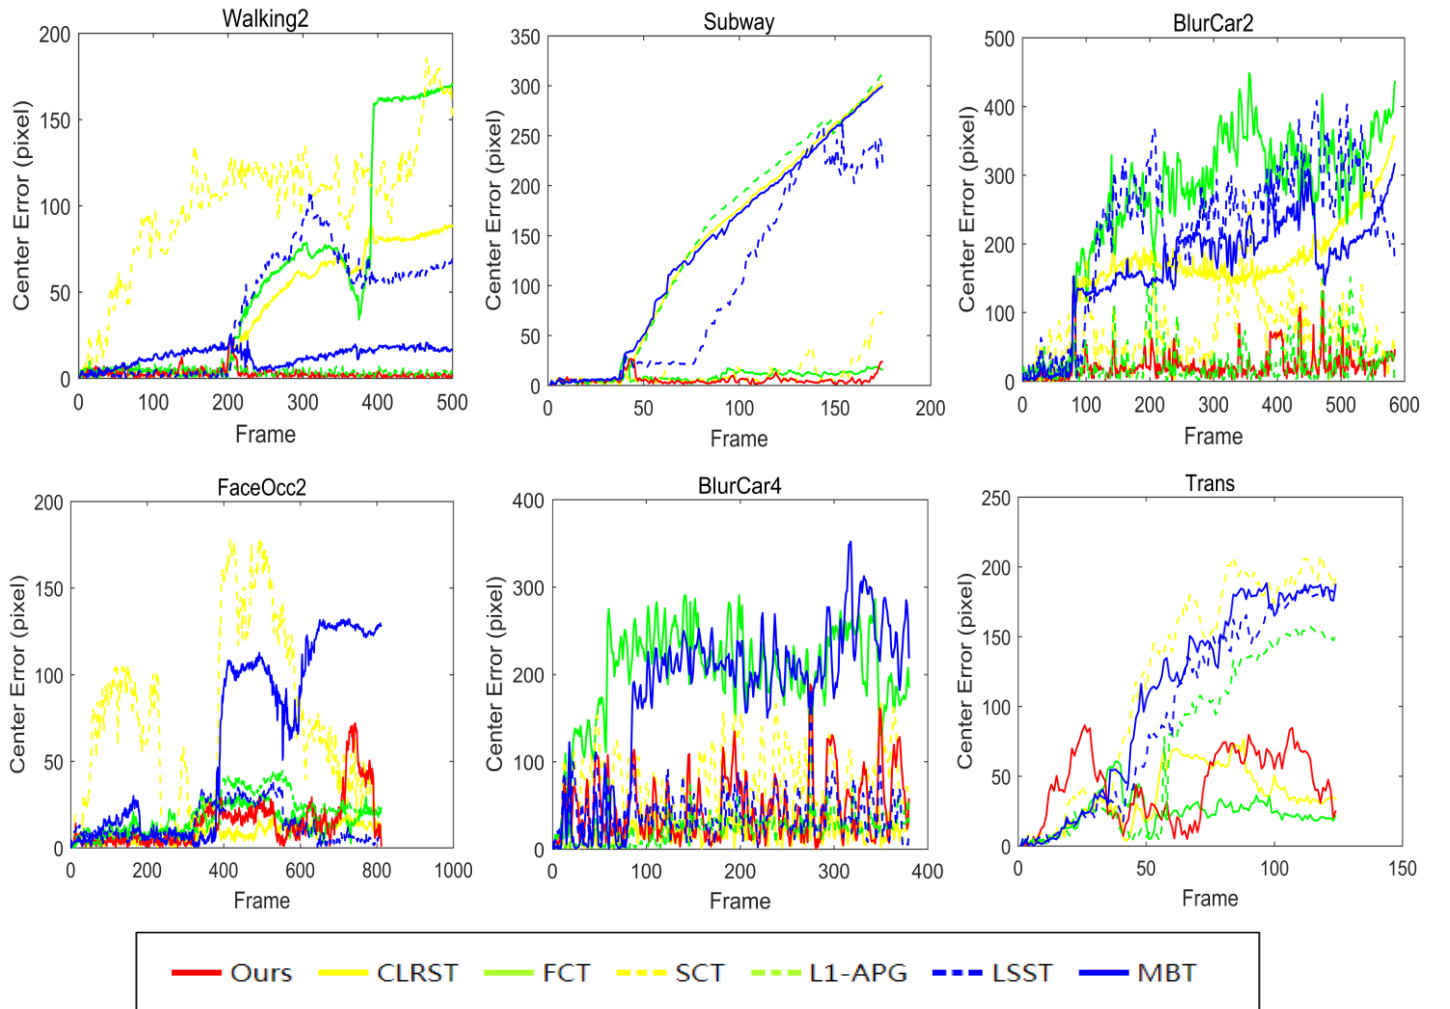 Walking2
200
150
100
50
0
Center Error (pixel)
0 100 200 300 400 500
Frame
Subway
350
300
250
200
150
100
50
0
Center Error (pixel)
0 50 100 150 200
Frame
BlurCar2
500
400
300
200
100
0
Center Error (pixel)
0 100 200 300 400 500 600
Frame
FaceOcc2
200
150
100
50
0
Center Error (pixel)
0 200 400 600 800 1000
Frame
BlurCar4
400
300
200
100
0
Center Error (pixel)
0 100 200 300 400
Frame
Trans
250
200
150
100
50
0
Center Error (pixel)
0 50 100 150
Frame
Ours CLRST FCT SCT L1-APG LSST MBT